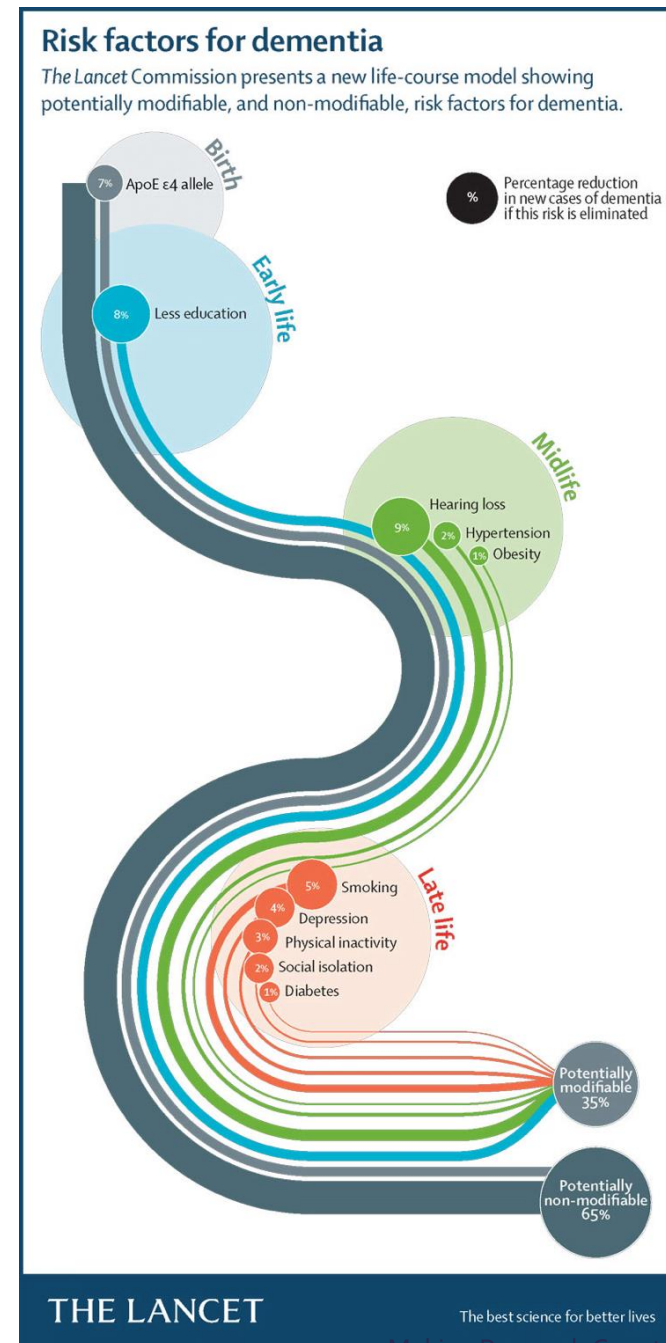 Risk factors for dementia
The Lancet Commission presents a new life-course model showing
potentially modifiable, and non-modifiable, risk factors for dementia.
Birth
7%
ApoE ε4 allele
%
Percentage reduction
in new cases of dementia
if this risk is eliminated
Early life
8%
Less education
Midlife
Hearing loss
9%
2%
Hypertension
1%
Obesity
Late life
5%
Smoking
4%
Depression
3%
Physical inactivity
2%
Social isolation
1%
Diabetes
Potentially
modifiable
35%
Potentially
non-modifiable
65%
THE LANCET
The best science for better lives